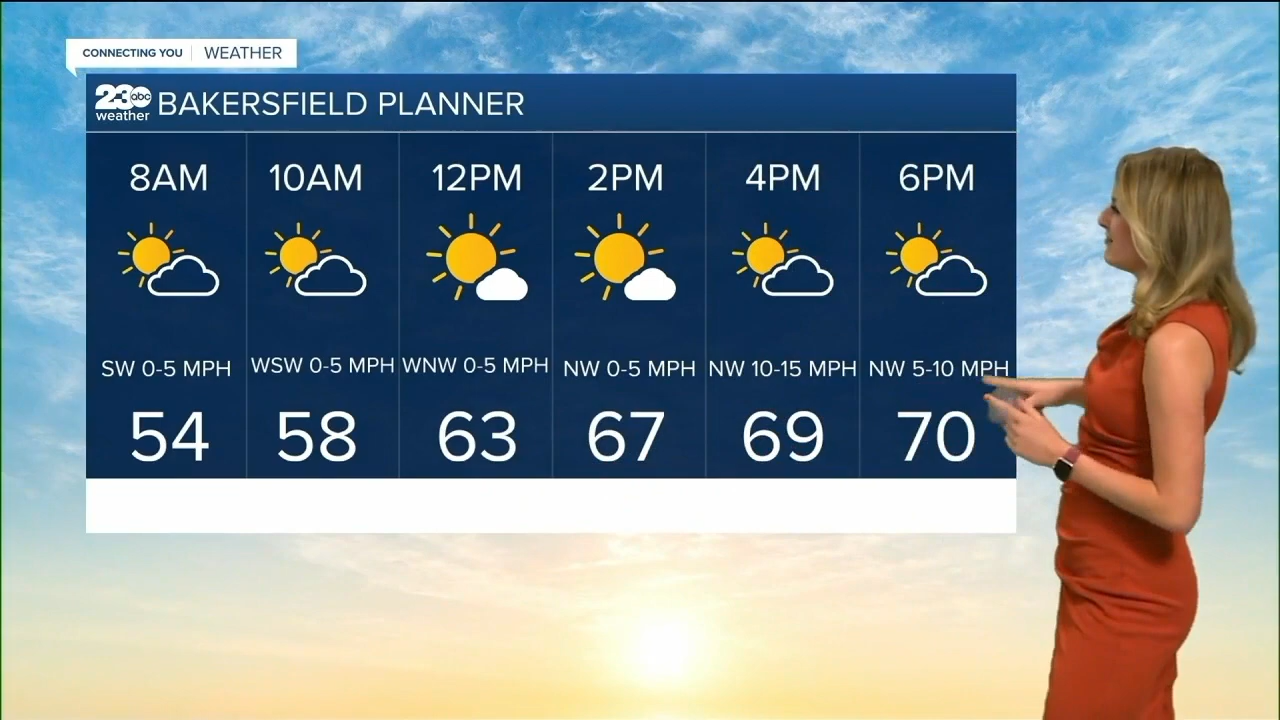 CONNECTING YOU | WEATHER
23 abc
weather
BAKERSFIELD PLANNER
8AM 10AM 12PM 2PM 4PM 6PM
SW 0-5 MPH WSW 0-5 MPH WNW 0-5 MPH NW 0-5 MPH NW 10-15 MPH NW 5-10 MPH
54 58 63 67 69 70